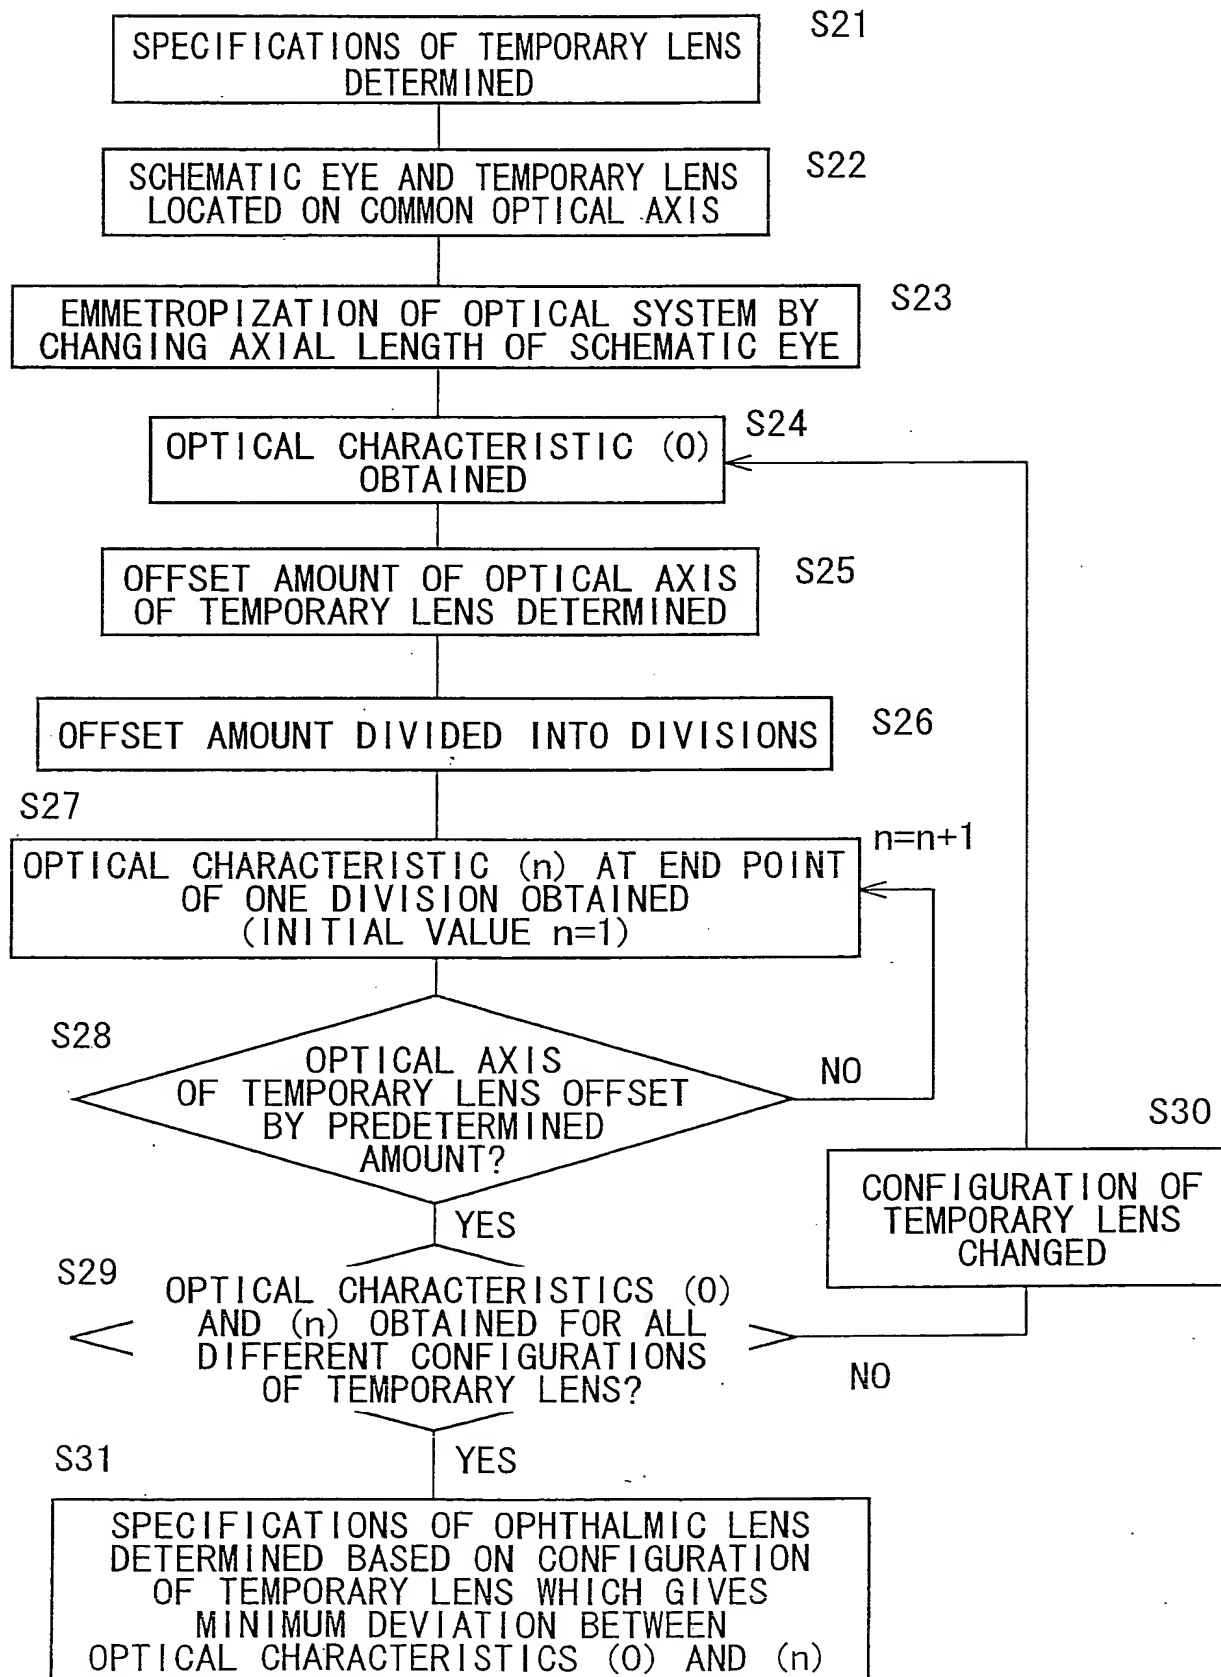 S21
SPECIFICATIONS OF TEMPORARY LENS
DETERMINED
S22
SCHEMATIC EYE AND TEMPORARY LENS
LOCATED ON COMMON OPTICAL AXIS
S23
EMMETROPIZATION OF OPTICAL SYSTEM BY
CHANGING AXIAL LENGTH OF SCHEMATIC EYE
S24
OPTICAL CHARACTERISTIC (0)
OBTAINED
S25
OFFSET AMOUNT OF OPTICAL AXIS
OF TEMPORARY LENS DETERMINED
S26
OFFSET AMOUNT DIVIDED INTO DIVISIONS
S27
n=n+1
OPTICAL CHARACTERISTIC (n) AT END POINT
OF ONE DIVISION OBTAINED
(INITIAL VALUE n=1)
S28
OPTICAL AXIS
OF TEMPORARY LENS OFFSET
BY PREDETERMINED
AMOUNT?
NO
YES
S30
CONFIGURATION OF
TEMPORARY LENS
CHANGED
S29
OPTICAL CHARACTERISTICS (0)
AND (n) OBTAINED FOR ALL
DIFFERENT CONFIGURATIONS
OF TEMPORARY LENS?
NO
YES
S31
SPECIFICATIONS OF OPHTHALMIC LENS
DETERMINED BASED ON CONFIGURATION
OF TEMPORARY LENS WHICH GIVES
MINIMUM DEVIATION BETWEEN
OPTICAL CHARACTERISTICS (0) AND (n)